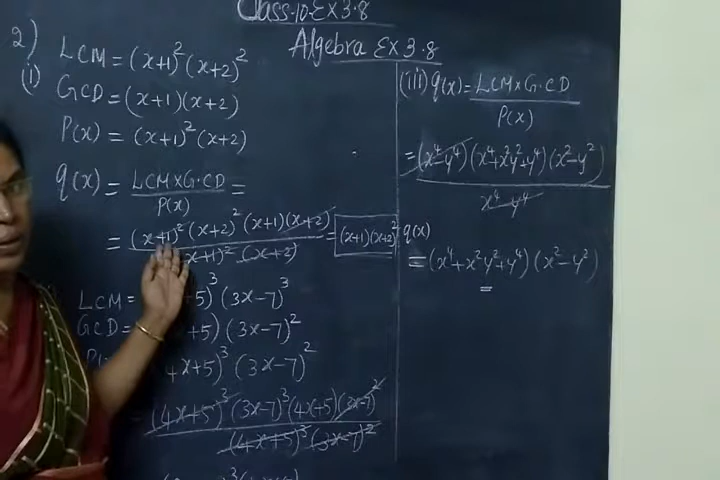 Class-10-EX 3.8
Algebra EX 3.8
2)
(i) LCM = (x+1)² (x+2)²
GCD = (x+1) (x+2)
P(x) = (x+1)² (x+2)
q(x) = LCM×G.CD / P(x) =
= (x+1)² (x+2)² (x+1) (x+2) / x+1)² (x+2) = (x+1)(x+2)²
LCM = 5)³ (3x-7)³
GCD = +5) (3x-7)²
4x+5)³ (3x-7)²
(4x+5)³ (3x-7)³ (4x+5) (3x-7)² / (4x+5)³ (3x-7)²
(iii) q(x) = LCM × G.CD / P(x)
= (x⁴-y⁴) (x⁴+x²y²+y⁴) (x²-y²) / x⁴-y⁴
q(x)
= (x⁴+x²y²+y⁴) (x²-y²)